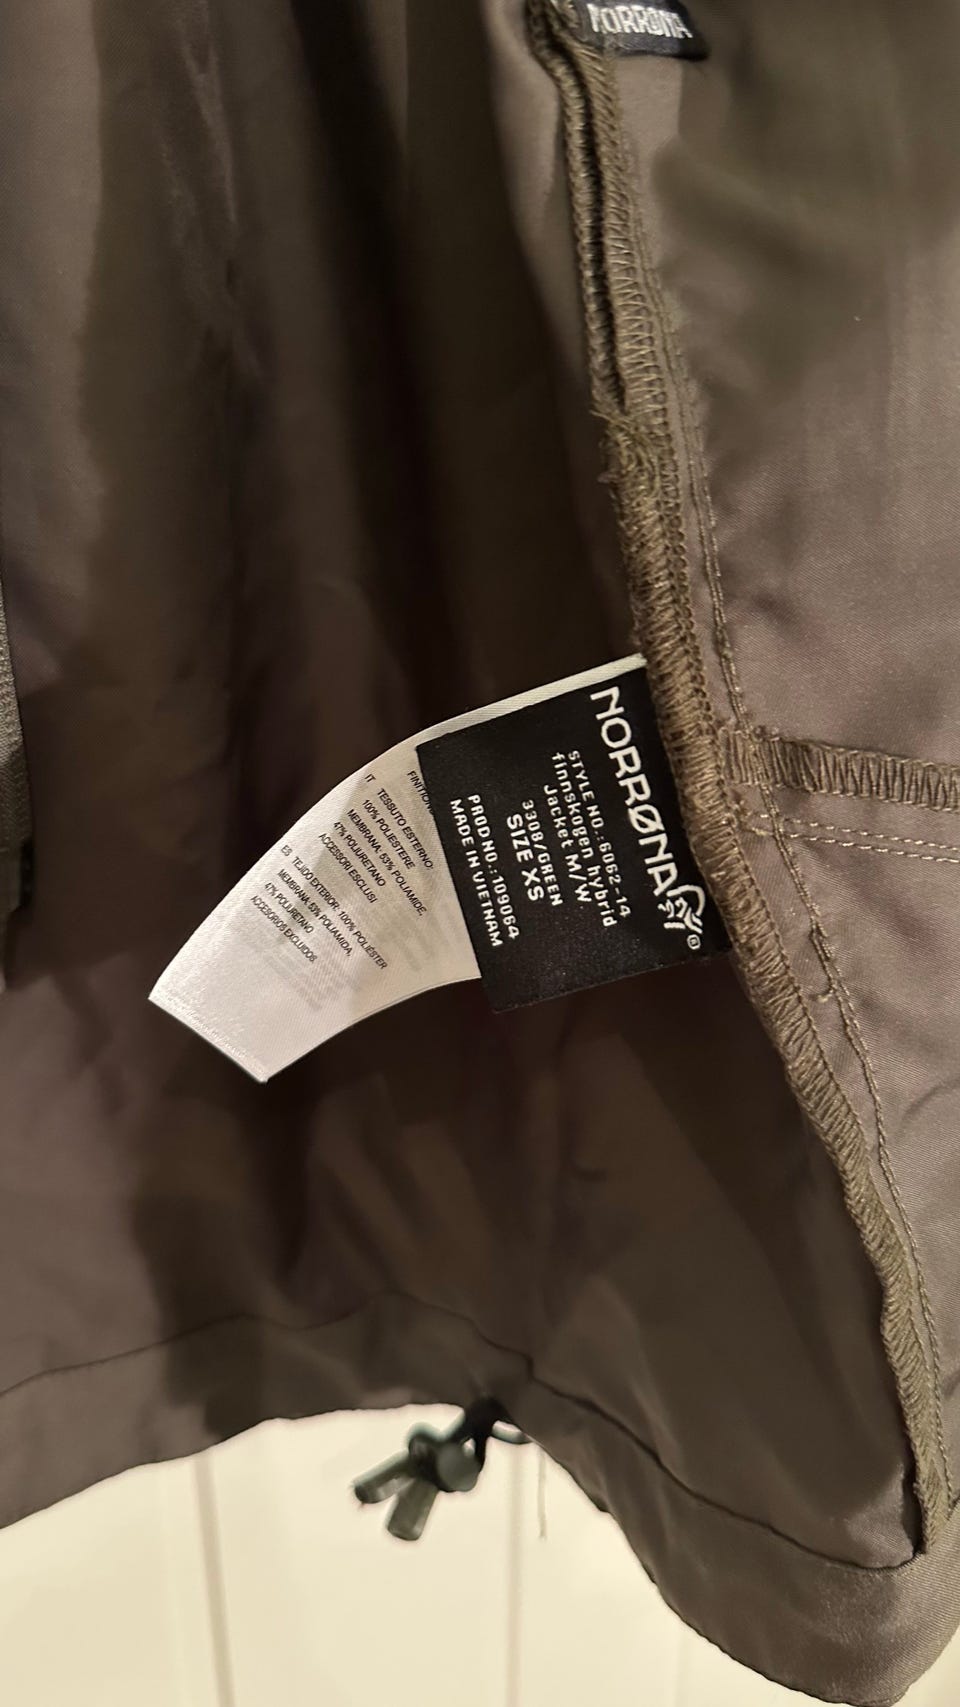 NORRØNA
NORRØNA
®
STYLE NO.:6062-14
finnskogen hybrid
Jacket M/W
3308/GREEN
SIZE XS
PROD NO.:109064
MADE IN VIETNAM
IT TESSUTO ESTERNO:
100% POLIESTERE
MEMBRANA: 53% POLIAMIDE,
47% POLIURETANO
ACCESSORI ESCLUSI.
ES TEJIDO EXTERIOR: 100% POLIÉSTER
MEMBRANA: 53% POLIAMIDA,
47% POLIURETANO
ACCESORIOS EXCLUIDOS.